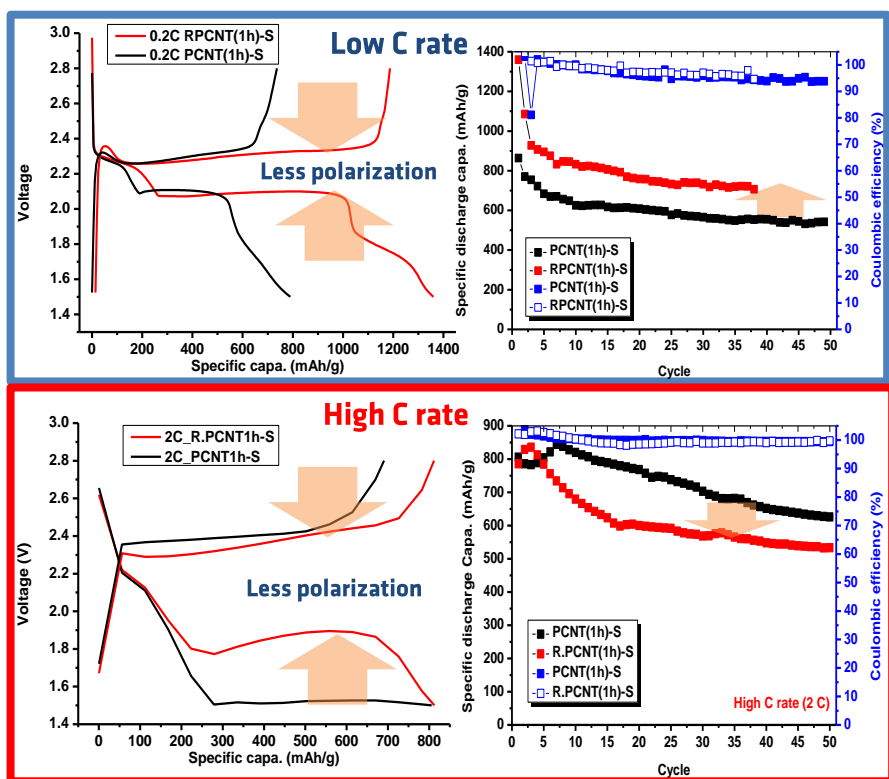 Low C rate
0.2C RPCNT(1h)-S
0.2C PCNT(1h)-S
Less polarization
3.0
2.7
2.4
2.1
1.8
1.5
Voltage
0 200 400 600 800 1000 1200 1400
Specific capa. (mAh/g)
1400
1200
1000
800
600
400
200
0
Specific discharge capa. (mAh/g)
100
90
80
70
60
50
40
30
20
10
0
Coulombic efficiency (%)
PCNT(1h)-S
RPCNT(1h)-S
PCNT(1h)-S
RPCNT(1h)-S
0 5 10 15 20 25 30 35 40 45 50
Cycle
High C rate
2C_R.PCNT1h-S
2C_PCNT1h-S
Less polarization
3.0
2.8
2.6
2.4
2.2
2.0
1.8
1.6
1.4
Voltage (V)
0 100 200 300 400 500 600 700 800
Specific capa. (mAh/g)
900
800
700
600
500
400
300
200
100
0
Specific discharge Capa. (mAh/g)
100
90
80
70
60
50
40
30
20
10
0
Coulombic efficiency (%)
PCNT(1h)-S
R.PCNT(1h)-S
PCNT(1h)-S
R.PCNT(1h)-S
High C rate (2 C)
0 5 10 15 20 25 30 35 40 45 50
Cycle